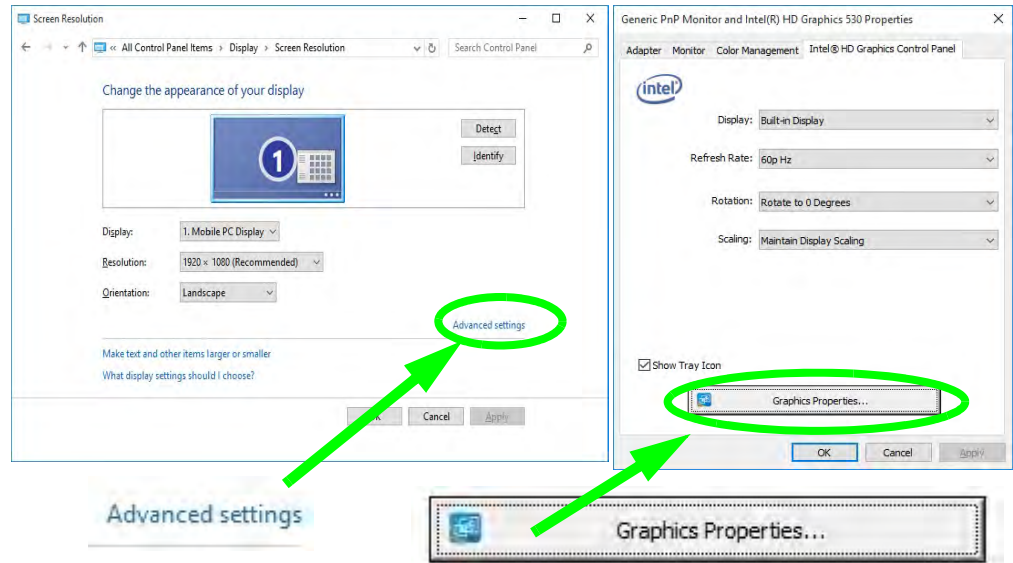 Screen Resolution
« All Control Panel Items › Display › Screen Resolution
Search Control Panel
Change the appearance of your display
1
Detect
Identify
Display: 1. Mobile PC Display
Resolution: 1920 × 1080 (Recommended)
Orientation: Landscape
Advanced settings
Make text and other items larger or smaller
What display settings should I choose?
Cancel Apply
Generic PnP Monitor and Intel(R) HD Graphics 530 Properties
Adapter Monitor Color Management Intel® HD Graphics Control Panel
intel
Display: Built-in Display
Refresh Rate: 60p Hz
Rotation: Rotate to 0 Degrees
Scaling: Maintain Display Scaling
Show Tray Icon
Graphics Properties...
OK Cancel Apply
Advanced settings
Graphics Properties...